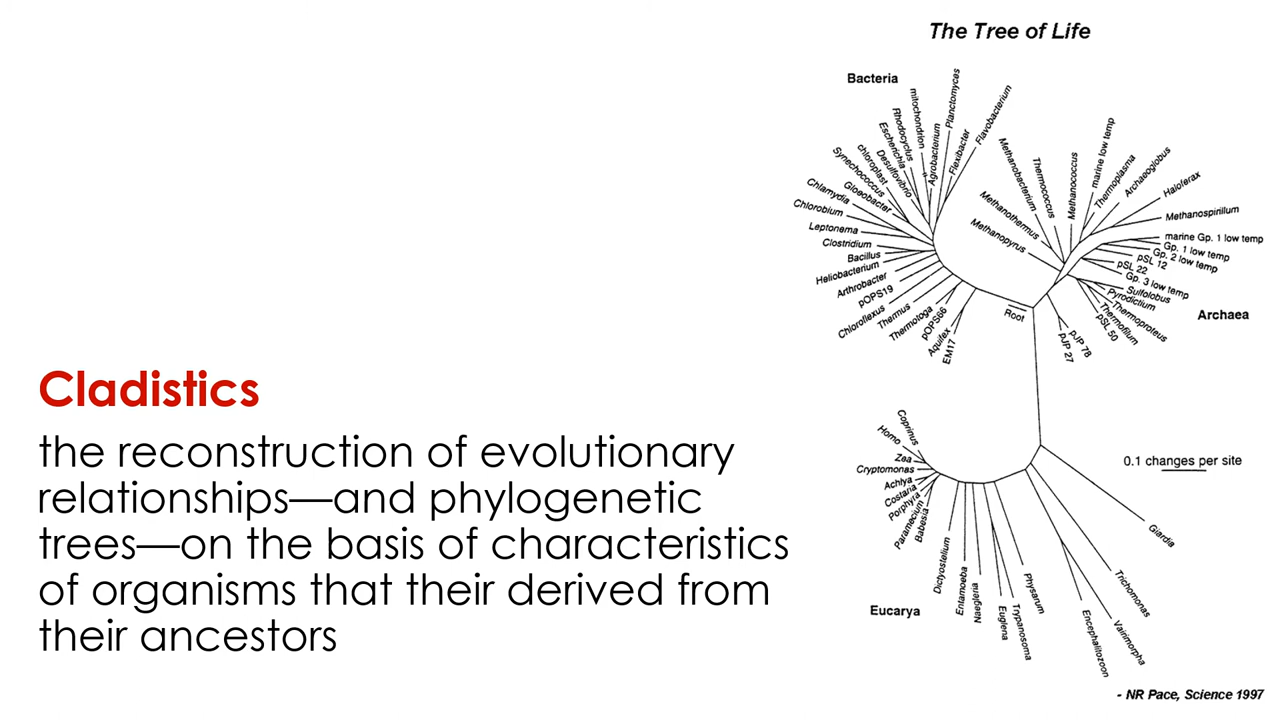 The Tree of Life
Bacteria
mitochondrion
Planctomyces
Rhodocyclus
Escherichia
Desulfovibrio
Agrobacterium
Flexibacter
Flavobacterium
chloroplast
Synechococcus
Gloeobacter
Chlamydia
Chlorobium
Leptonema
Clostridium
Bacillus
Heliobacterium
Arthrobacter
pOPS19
Chloroflexus
Thermus
Thermotoga
pOPS66
Aquifex
EM17
Root
Methanopyrus
Methanothermus
Methanobacterium
Thermococcus
Methanococcus
marine low temp
Thermoplasma
Archaeoglobus
Haloferax
Methanospirillum
marine Gp. 1 low temp
Gp. 1 low temp
Gp. 2 low temp
pSL 12
pSL 22
Gp. 3 low temp
Sulfolobus
Pyrodictium
Thermoproteus
Thermofilum
pSL 50
pJP 78
pJP 27
Archaea
Cladistics
the reconstruction of evolutionary
relationships—and phylogenetic
trees—on the basis of characteristics
of organisms that their derived from
their ancestors
Coprinus
Homo
Zea
Cryptomonas
Achlya
Costaria
Porphyra
Paramecium
Babesia
Dictyostelium
Entamoeba
Naegleria
Euglena
Trypanosoma
Physarum
Encephalitozoon
Vairimorpha
Trichomonas
Giardia
0.1 changes per site
Eucarya
- NR Pace, Science 1997